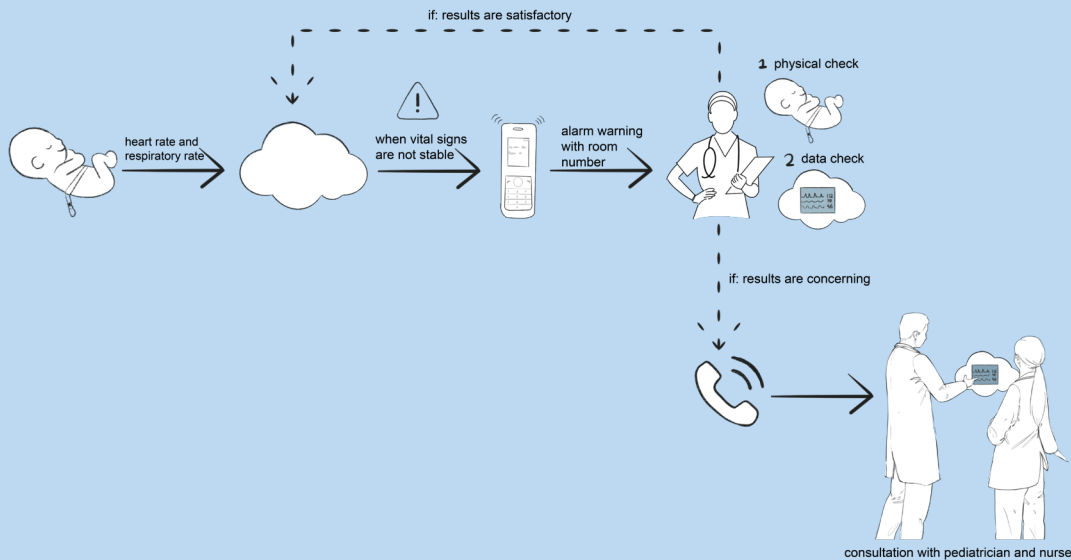 if: results are satisfactory
1 physical check
heart rate and
respiratory rate
when vital signs
are not stable
alarm warning
with room
number
2 data check
if: results are concerning
consultation with pediatrician and nurse